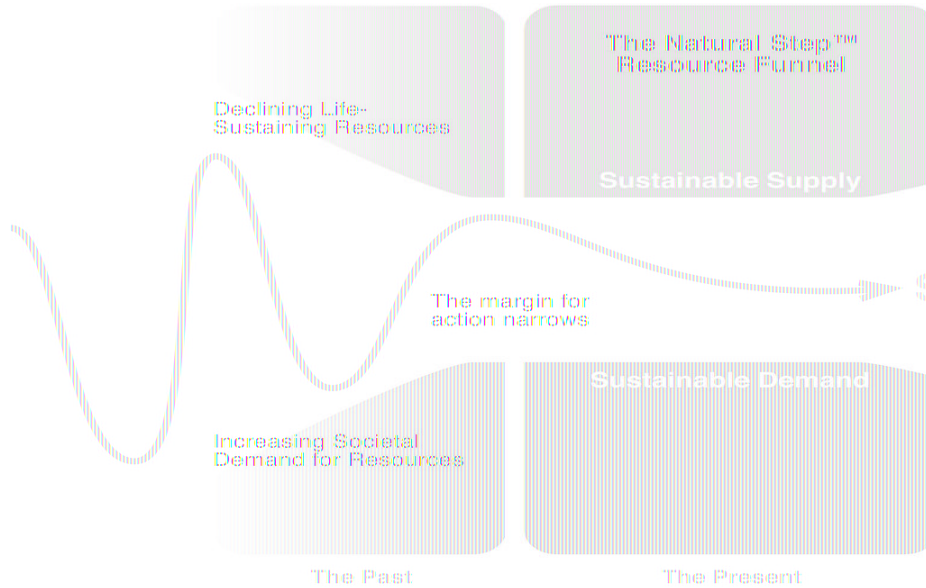 The Natural Step™
Resource Funnel
Declining Life-
Sustaining Resources
Sustainable Supply
The margin for
action narrows
Sustainable Demand
Increasing Societal
Demand for Resources
The Past
The Present